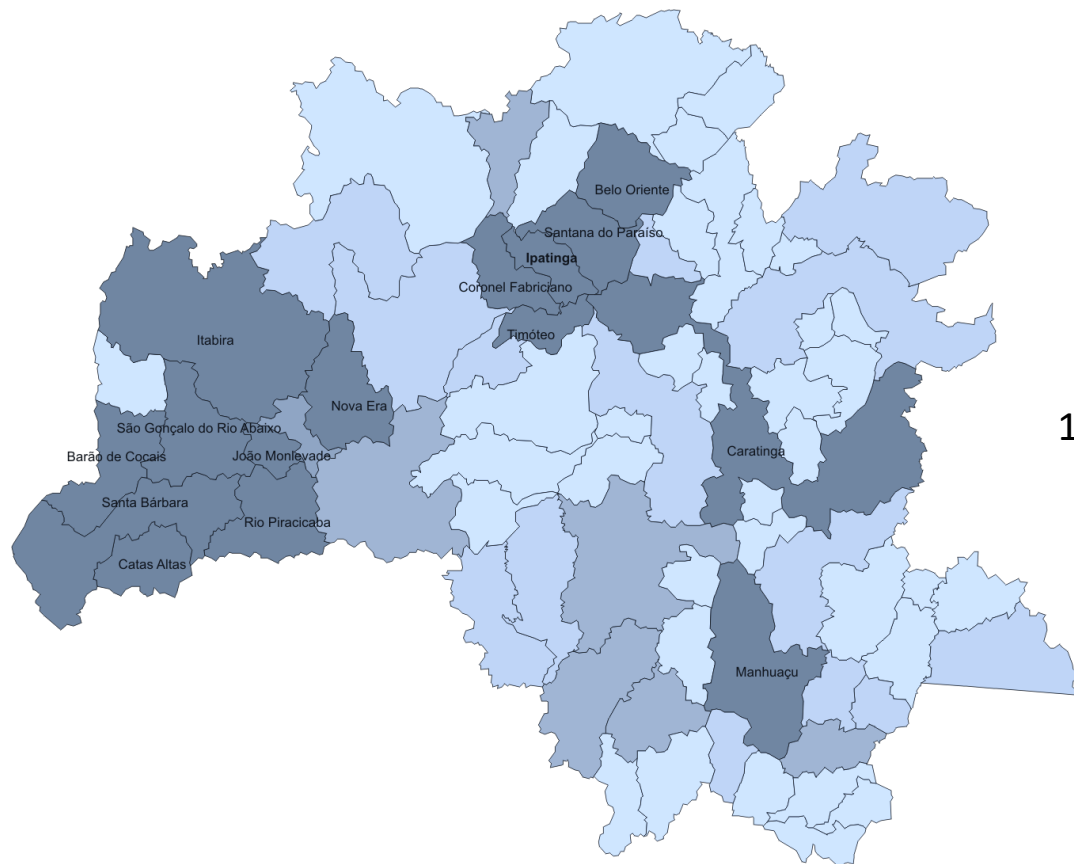 Belo Oriente
Santana do Paraíso
Ipatinga
Coronel Fabriciano
Timóteo
Itabira
Nova Era
São Gonçalo do Rio Abaixo
1
Caratinga
Barão de Cocais
João Monlevade
Santa Bárbara
Rio Piracicaba
Catas Altas
Manhuaçu